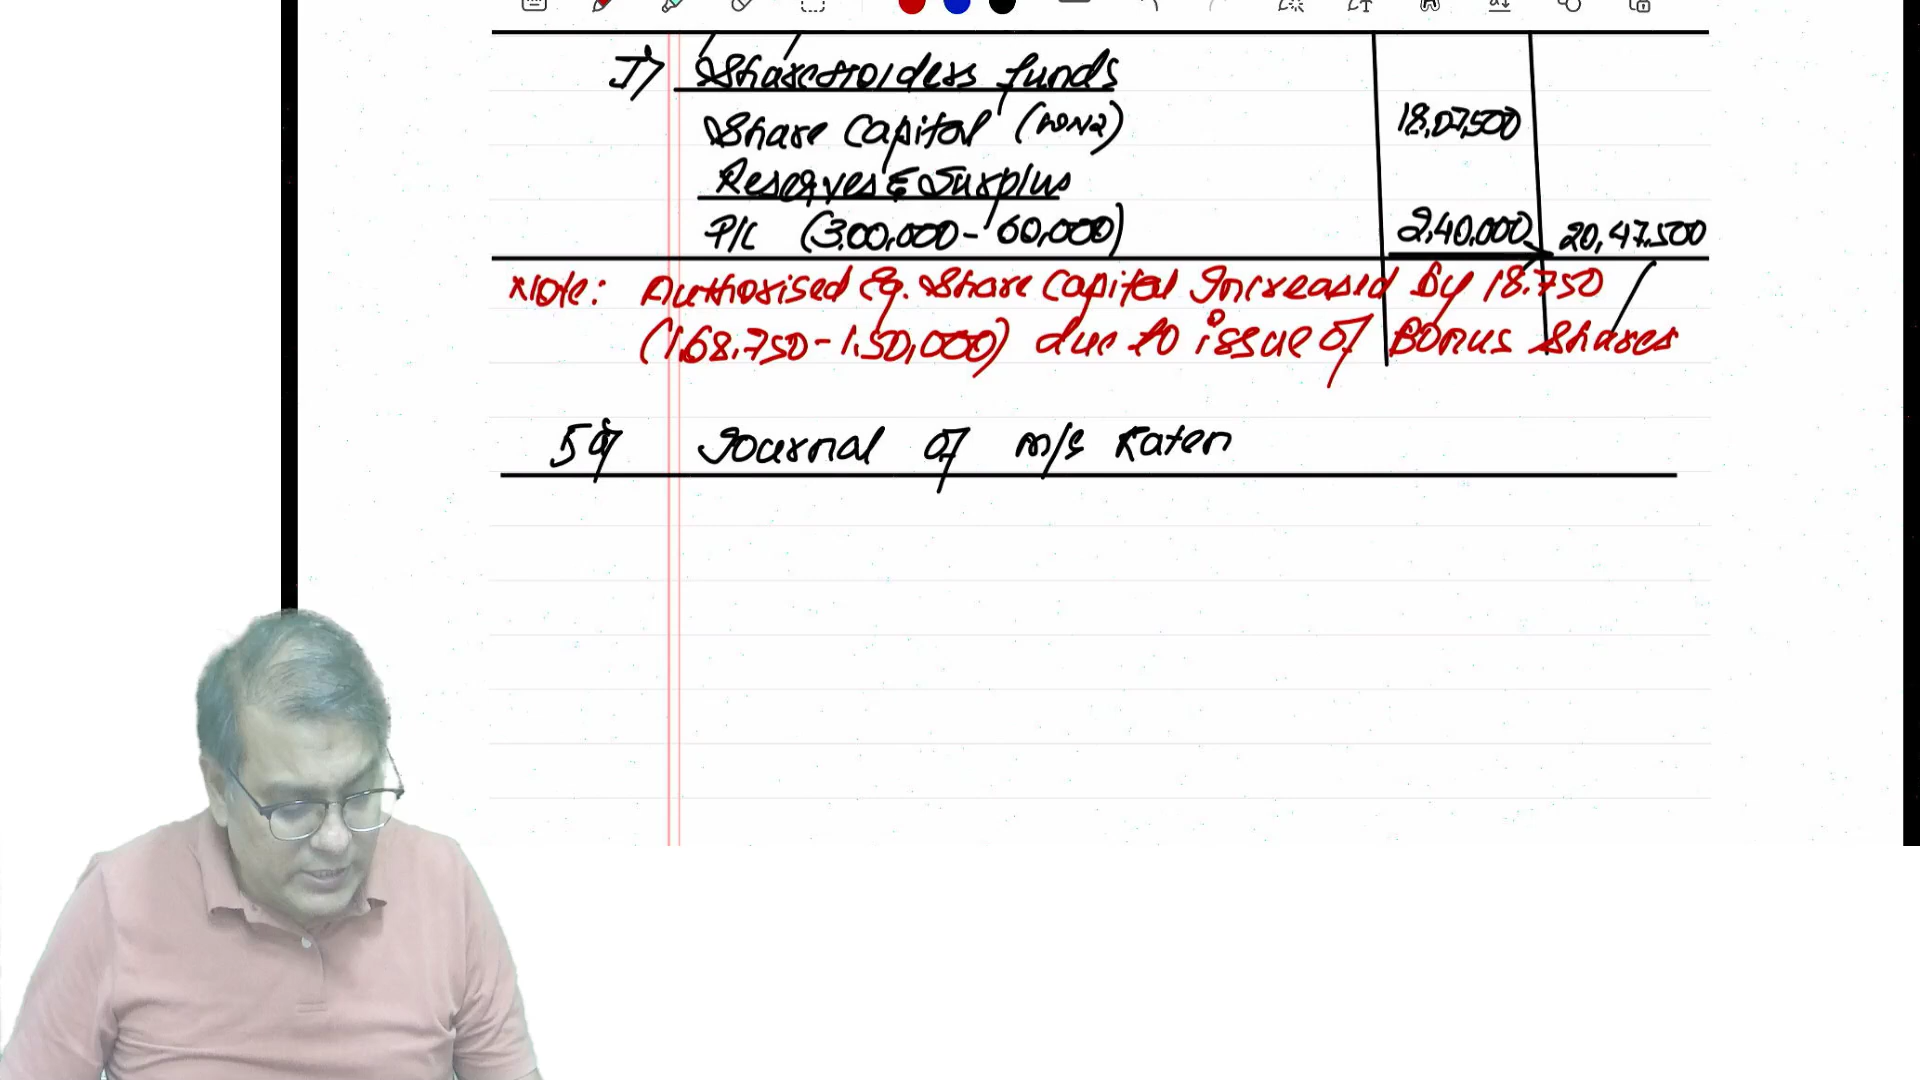 I) Shareholders funds
Share Capital (WN2) 18,07,500
Reserves & Surplus
P/L (3,00,000 - 60,000) 2,40,000 20,47,500
Note: Authorised Eq. Share Capital Increased by 18,750
(1,68,750 - 1,50,000) due to issue of Bonus Shares
5 a) Journal of M/s Katen